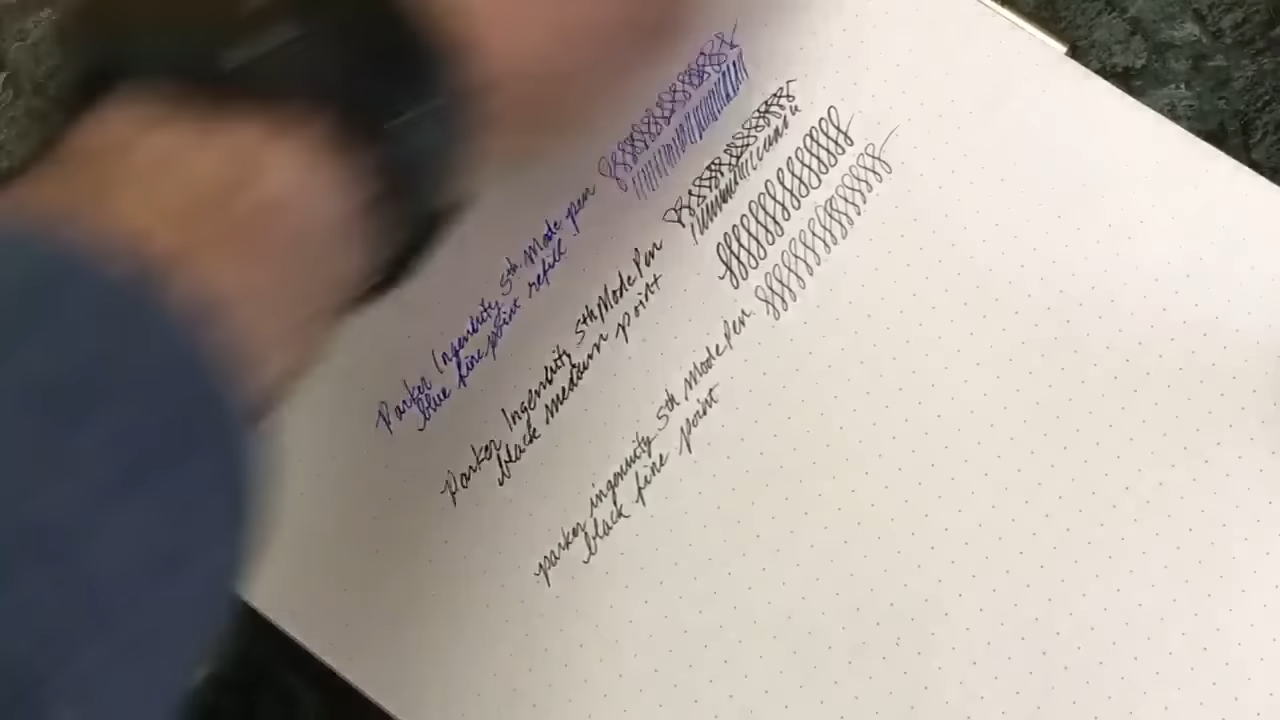 Parker Ingenuity 5th Mode pen
blue fine point refill
Parker Ingenuity 5th Mode Pen
black medium point
parker ingenuity 5th Mode Pen.
black fine point